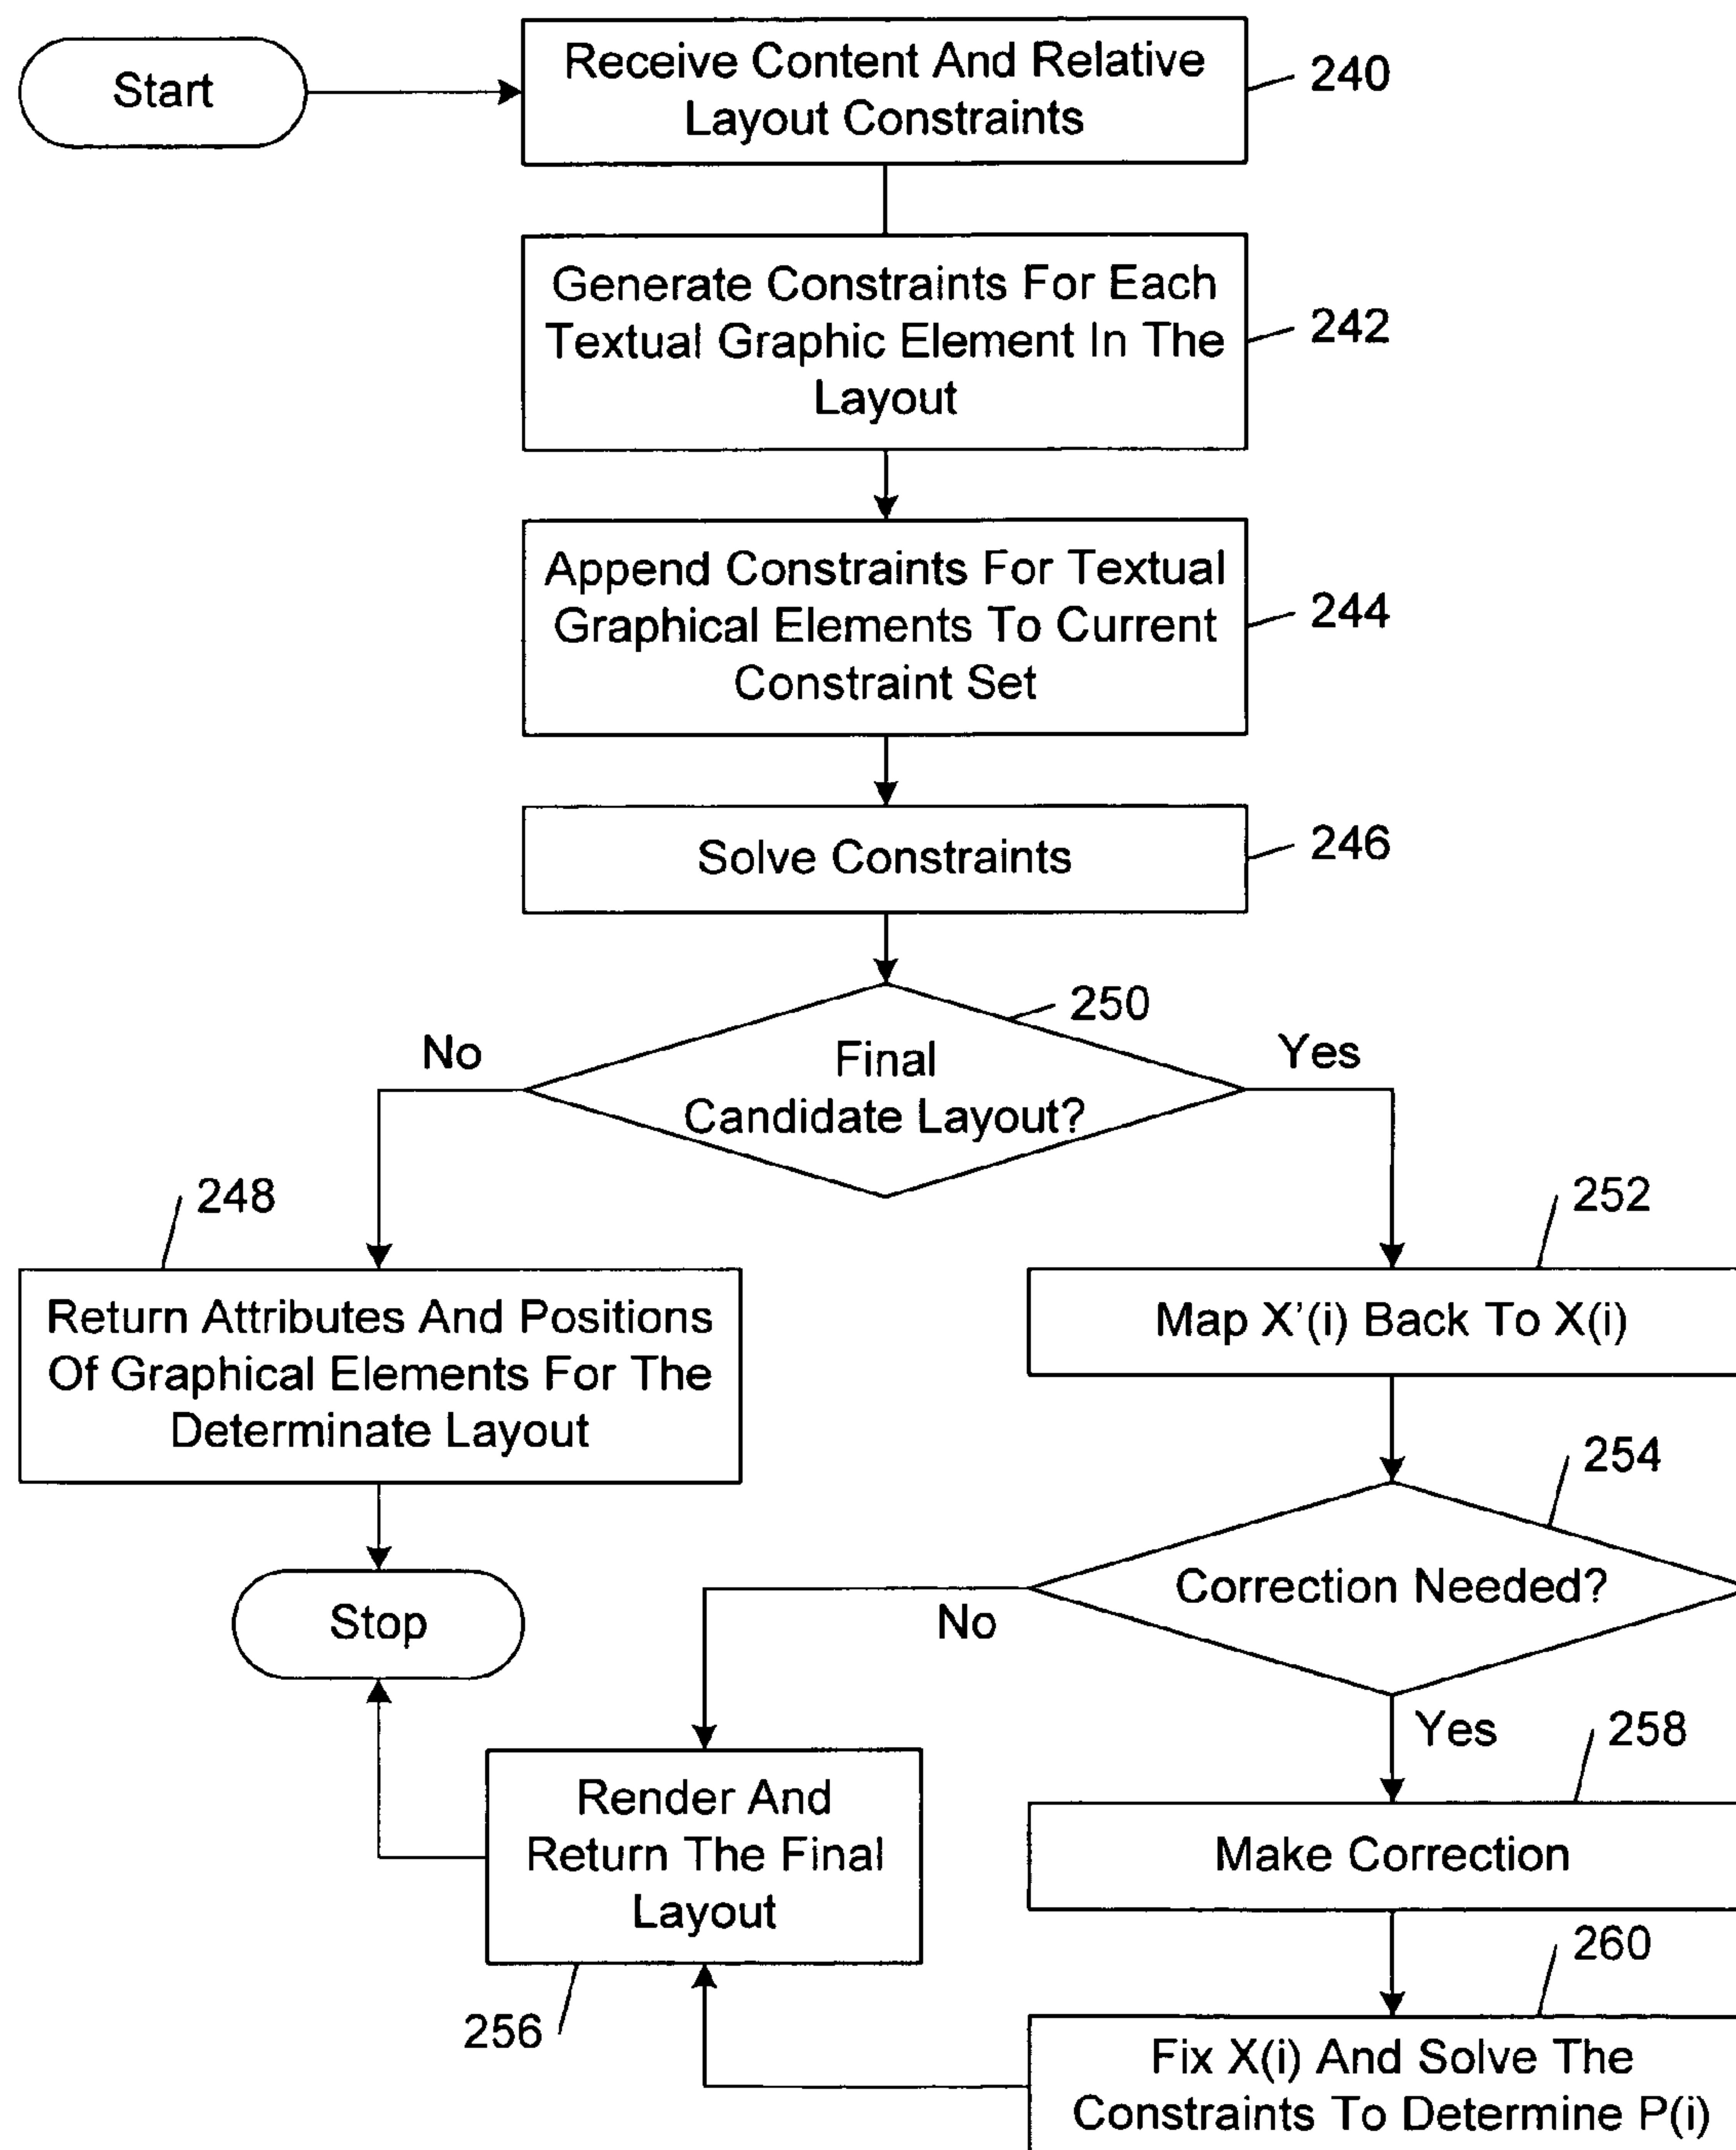 Start
Receive Content And Relative
Layout Constraints
240
Generate Constraints For Each
Textual Graphic Element In The
Layout
242
Append Constraints For Textual
Graphical Elements To Current
Constraint Set
244
Solve Constraints
246
250
No
Final
Candidate Layout?
Yes
248
252
Return Attributes And Positions
Of Graphical Elements For The
Determinate Layout
Map X'(i) Back To X(i)
254
Stop
Correction Needed?
No
Yes
258
Render And
Return The Final
Layout
Make Correction
256
260
Fix X(i) And Solve The
Constraints To Determine P(i)